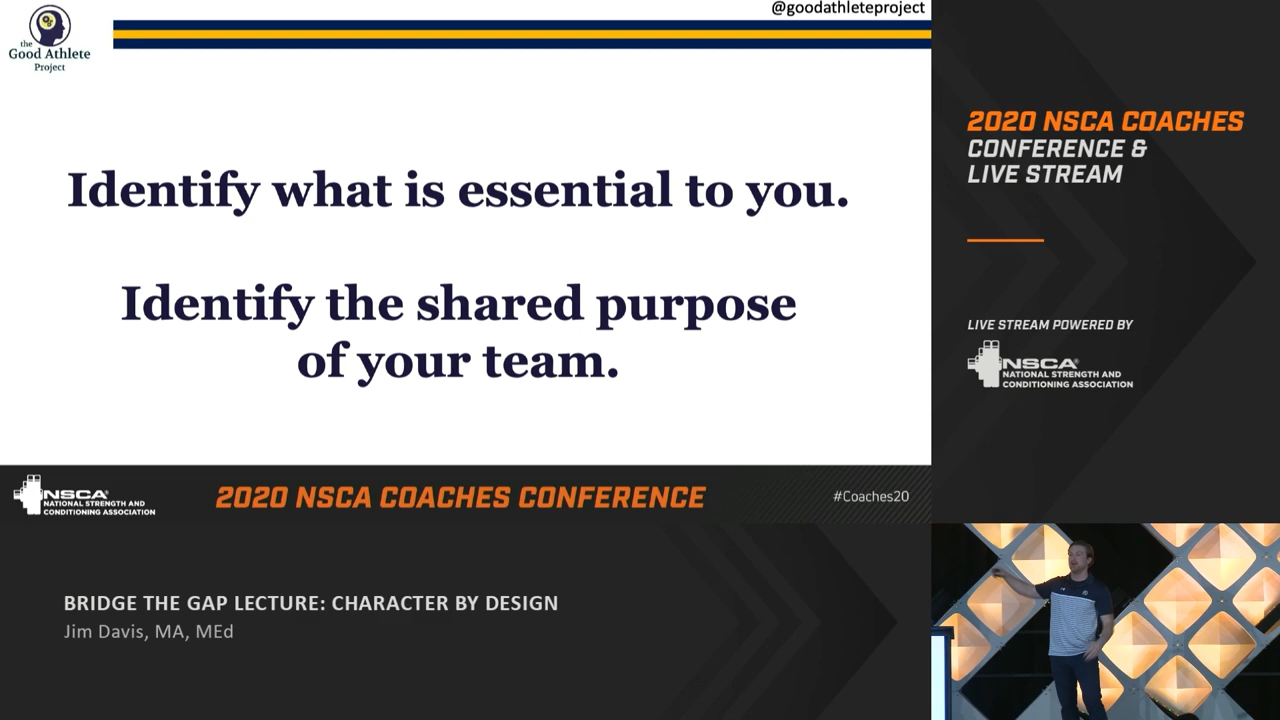 @goodathleteproject
the
Good Athlete
Project
Identify what is essential to you.
Identify the shared purpose
of your team.
NSCA®
NATIONAL STRENGTH AND
CONDITIONING ASSOCIATION
2020 NSCA COACHES CONFERENCE
#Coaches20
2020 NSCA COACHES
CONFERENCE &
LIVE STREAM
LIVE STREAM POWERED BY
NSCA®
NATIONAL STRENGTH AND
CONDITIONING ASSOCIATION
BRIDGE THE GAP LECTURE: CHARACTER BY DESIGN
Jim Davis, MA, MEd